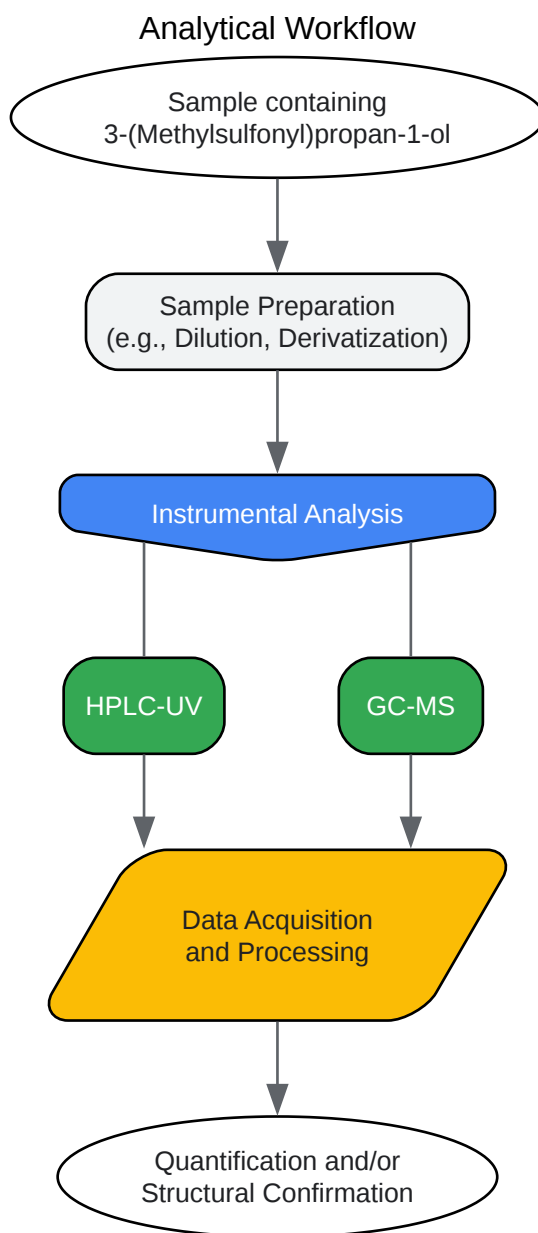 Analytical Workflow
Sample containing
3-(Methylsulfonyl)propan-1-ol
Sample Preparation
(e.g., Dilution, Derivatization)
Instrumental Analysis
HPLC-UV
GC-MS
Data Acquisition
and Processing
Quantification and/or
Structural Confirmation